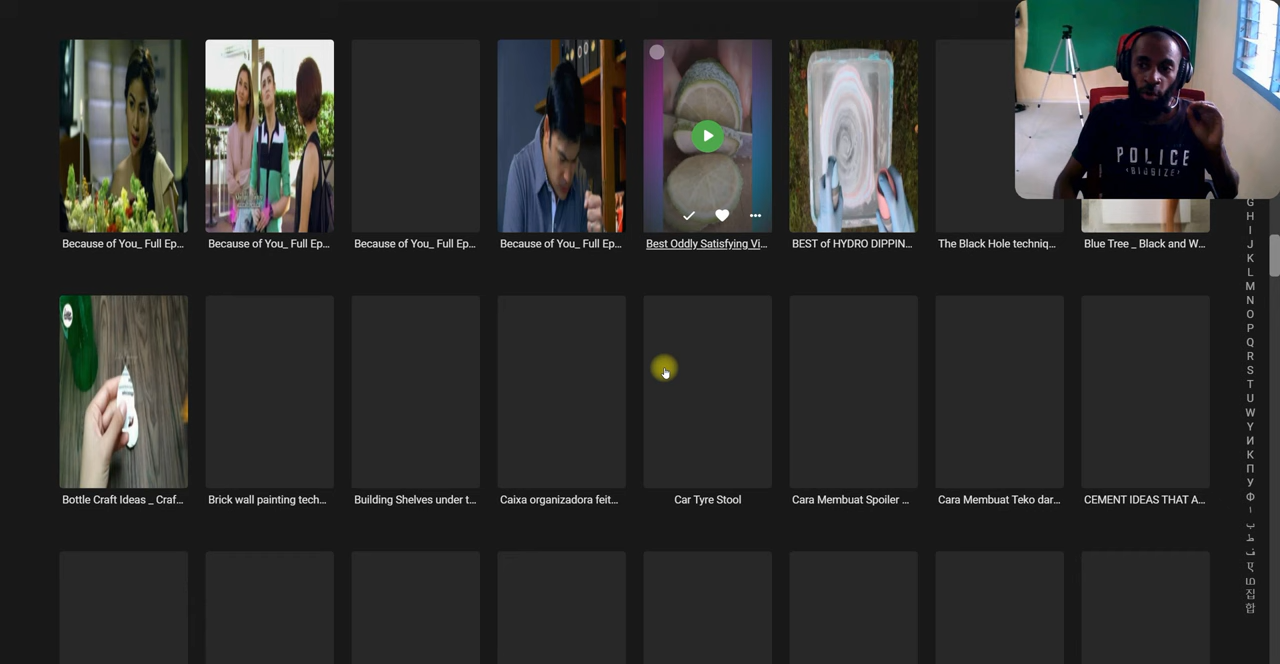 POLICE
Because of You_ Full Ep...
Because of You_ Full Ep...
Because of You_ Full Ep...
Because of You_ Full Ep...
Best Oddly Satisfying Vi...
BEST of HYDRO DIPPIN...
The Black Hole techniq...
Blue Tree _ Black and W...
Bottle Craft Ideas _ Craf...
Brick wall painting tech...
Building Shelves under t...
Caixa organizadora feit...
Car Tyre Stool
Cara Membuat Spoiler ...
Cara Membuat Teko dar...
CEMENT IDEAS THAT A...
G
H
I
J
K
L
M
N
O
P
Q
R
S
T
U
W
Y
И
К
П
У
Ф
ا
ب
ط
ف
ए
ம
집
합